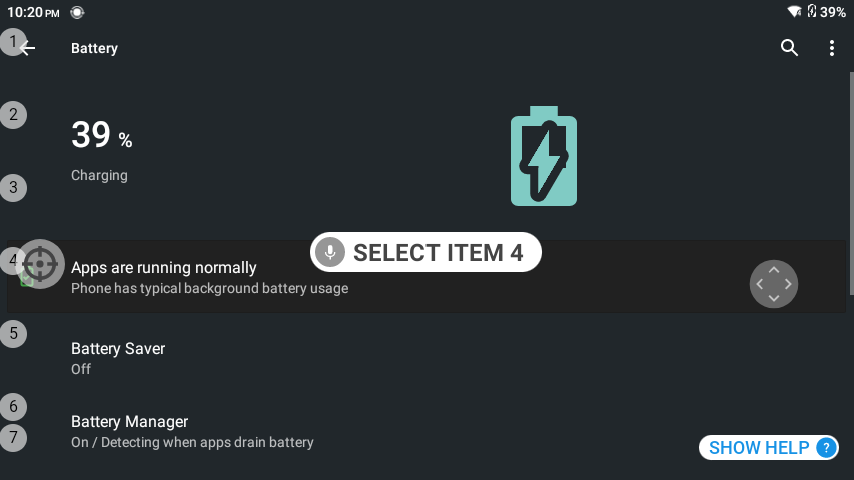 10:20 PM 39%
1
Battery
2
39 %
3
Charging
SELECT ITEM 4
4
Apps are running normally
Phone has typical background battery usage
5
Battery Saver
Off
6
Battery Manager
7
On / Detecting when apps drain battery
SHOW HELP ?